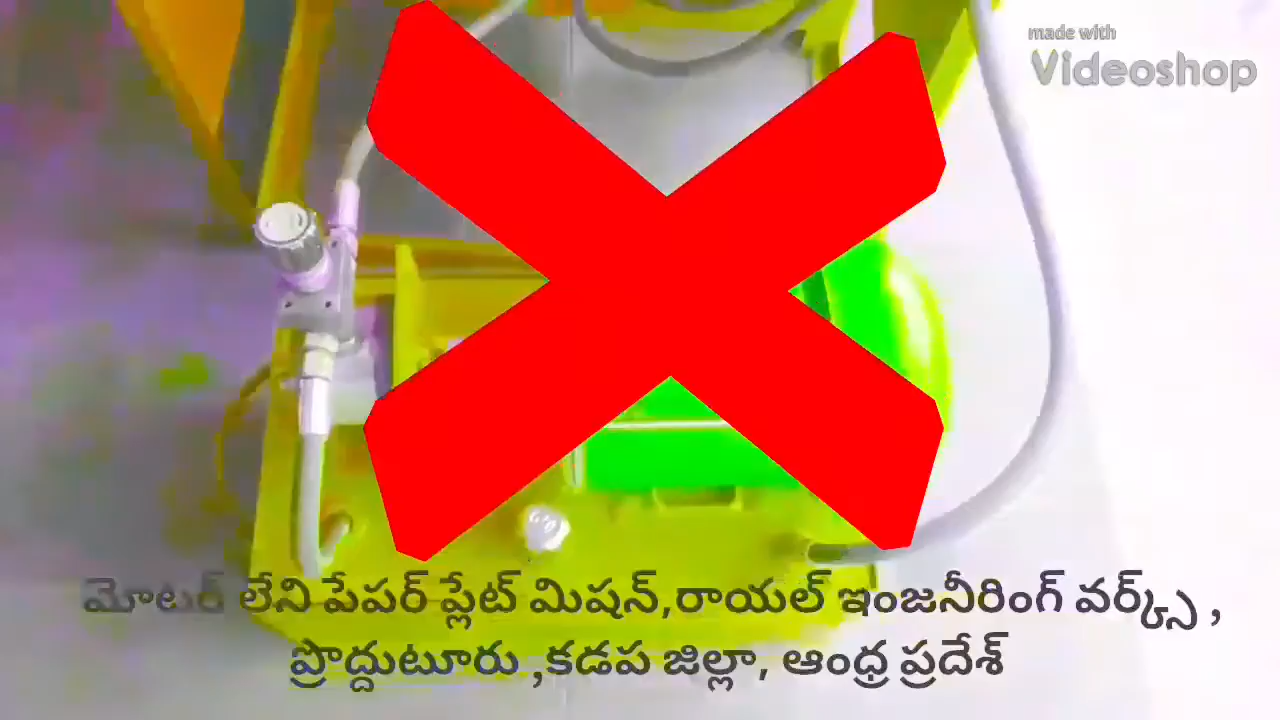 made with
Videoshop
మోటర్ లేని పేపర్ ప్లేట్ మిషన్,రాయల్ ఇంజనీరింగ్ వర్క్స్ ,
ప్రొద్దుటూరు ,కడప జిల్లా, ఆంధ్ర ప్రదేశ్